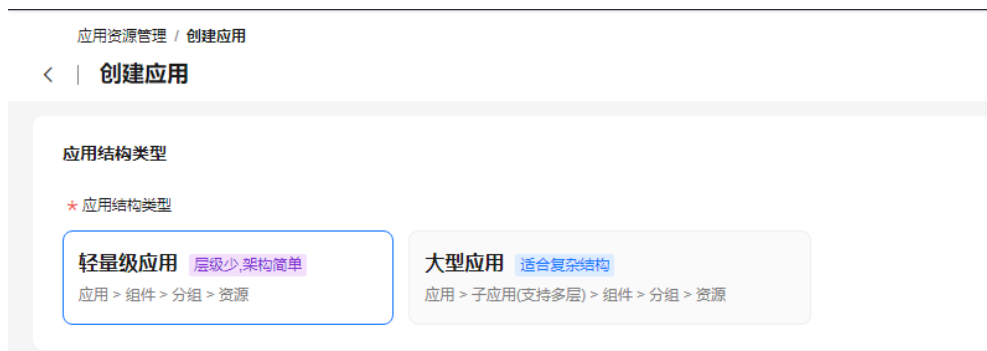 应用资源管理 / 创建应用
< | 创建应用
应用结构类型
* 应用结构类型
轻量级应用 层级少,架构简单
应用 > 组件 > 分组 > 资源
大型应用 适合复杂结构
应用 > 子应用(支持多层) > 组件 > 分组 > 资源